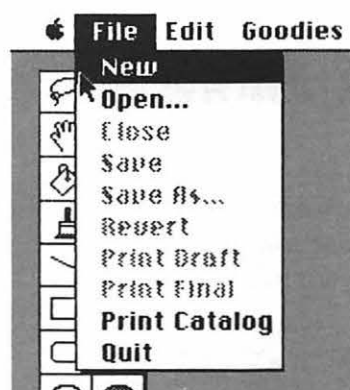 File Edit Goodies
New
Open...
Close
Save
Save As...
Revert
Print Draft
Print Final
Print Catalog
Quit